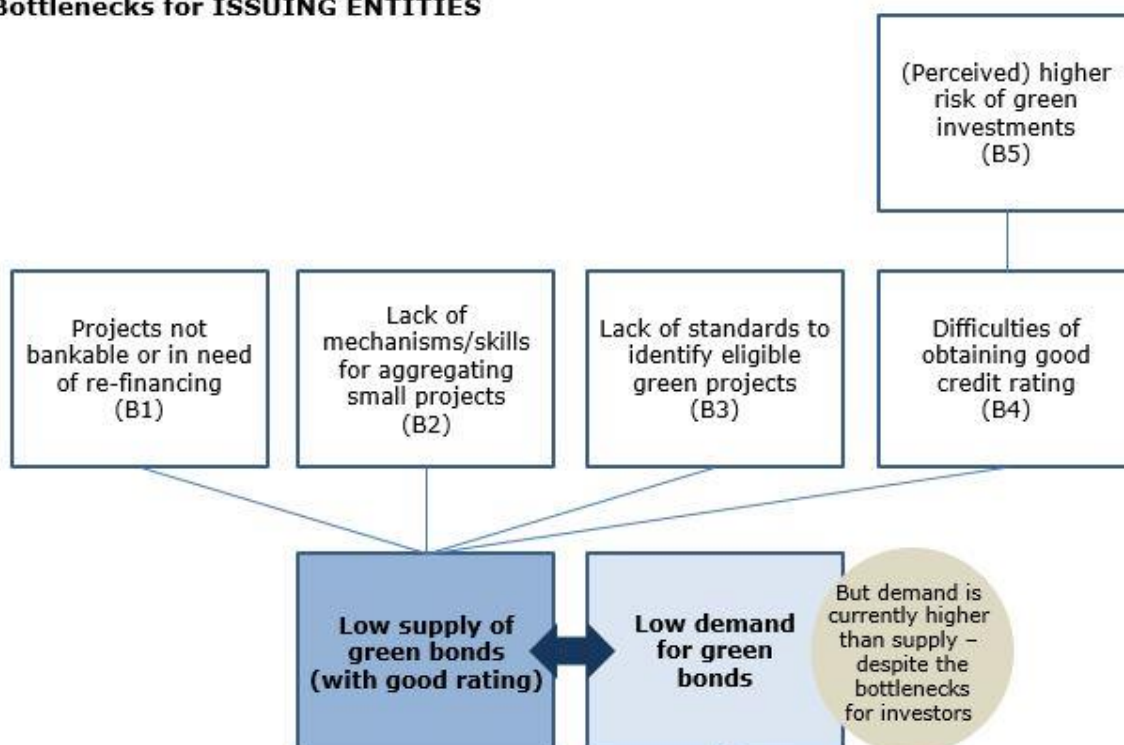 Bottlenecks for ISSUING ENTITIES
(Perceived) higher
risk of green
investments
(B5)
Projects not
bankable or in need
of re-financing
(B1)
Lack of
mechanisms/skills
for aggregating
small projects
(B2)
Lack of standards to
identify eligible
green projects
(B3)
Difficulties of
obtaining good
credit rating
(B4)
Low supply of
green bonds
(with good rating)
Low demand
for green
bonds
But demand is
currently higher
than supply –
despite the
bottlenecks
for investors